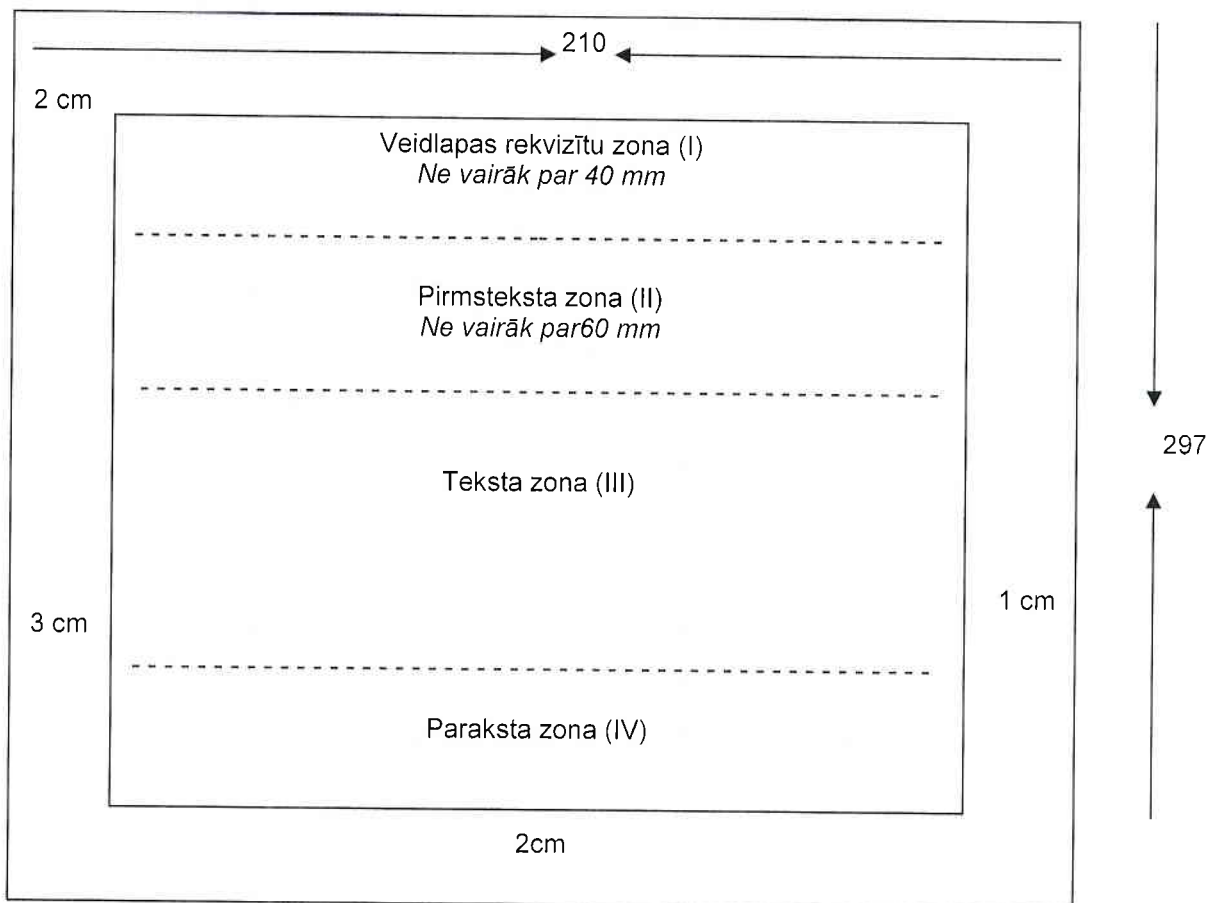 210
2 cm
Veidlapas rekvizītu zona (I)
Ne vairāk par 40 mm
Pirmsteksta zona (II)
Ne vairāk par60 mm
297
Teksta zona (III)
3 cm
1 cm
Paraksta zona (IV)
2cm